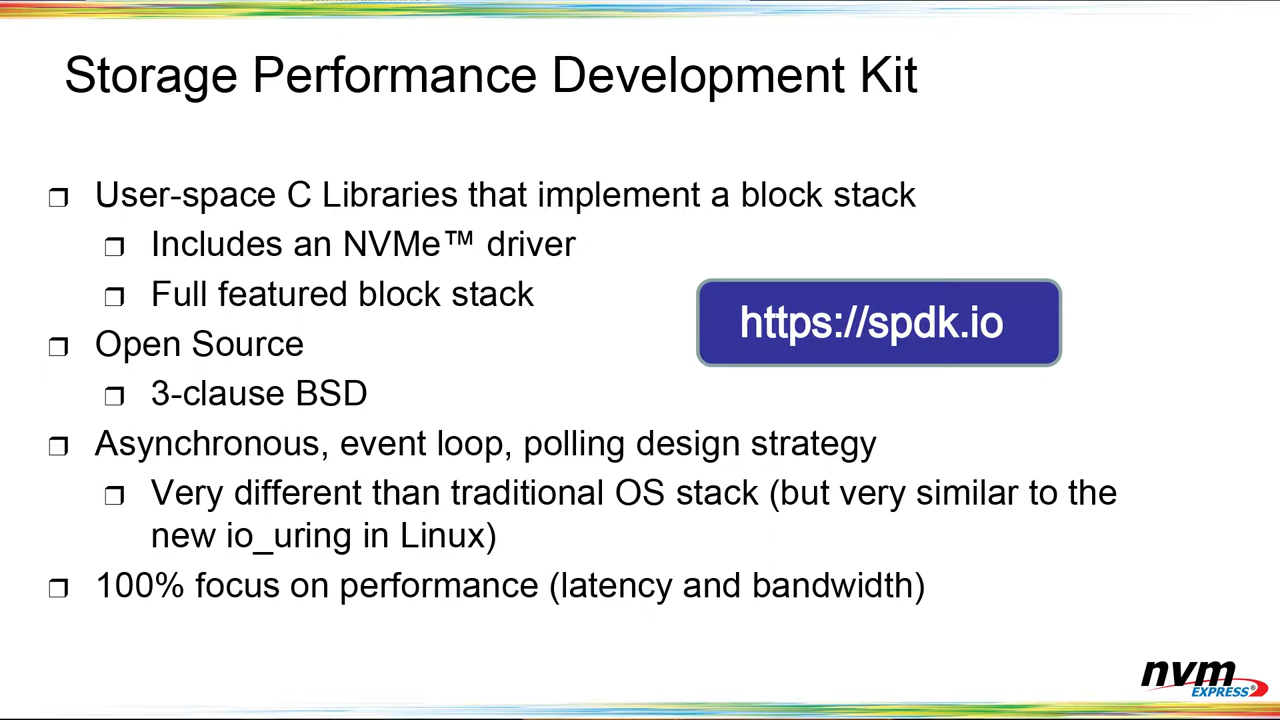 Storage Performance Development Kit
User-space C Libraries that implement a block stack
Includes an NVMe™ driver
Full featured block stack
https://spdk.io
Open Source
3-clause BSD
Asynchronous, event loop, polling design strategy
Very different than traditional OS stack (but very similar to the
new io_uring in Linux)
100% focus on performance (latency and bandwidth)
nvm
EXPRESS®